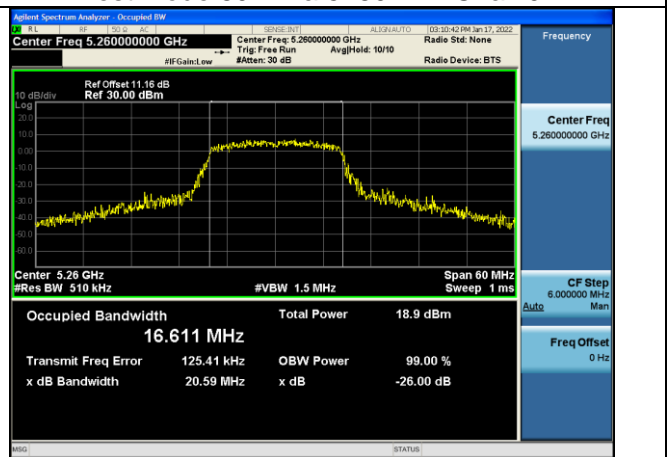 Agilent Spectrum Analyzer - Occupied BW
RL RF 50 Ω AC SENSE:INT ALIGNAUTO 03:10:42 PM Jan 17, 2022
Center Freq 5.260000000 GHz
Center Freq: 5.260000000 GHz
Radio Std: None
Trig: Free Run Avg|Hold: 10/10
#IFGain:Low #Atten: 30 dB Radio Device: BTS
Frequency
Ref Offset 11.16 dB
10 dB/div Ref 30.00 dBm
Log
20.0
10.0
0.00
-10.0
-20.0
-30.0
-40.0
-50.0
-60.0
Center Freq
5.260000000 GHz
Center 5.26 GHz Span 60 MHz
#Res BW 510 kHz #VBW 1.5 MHz Sweep 1 ms
CF Step
6.000000 MHz
Auto Man
Occupied Bandwidth Total Power 18.9 dBm
16.611 MHz
Freq Offset
0 Hz
Transmit Freq Error 125.41 kHz OBW Power 99.00 %
x dB Bandwidth 20.59 MHz x dB -26.00 dB
MSG STATUS